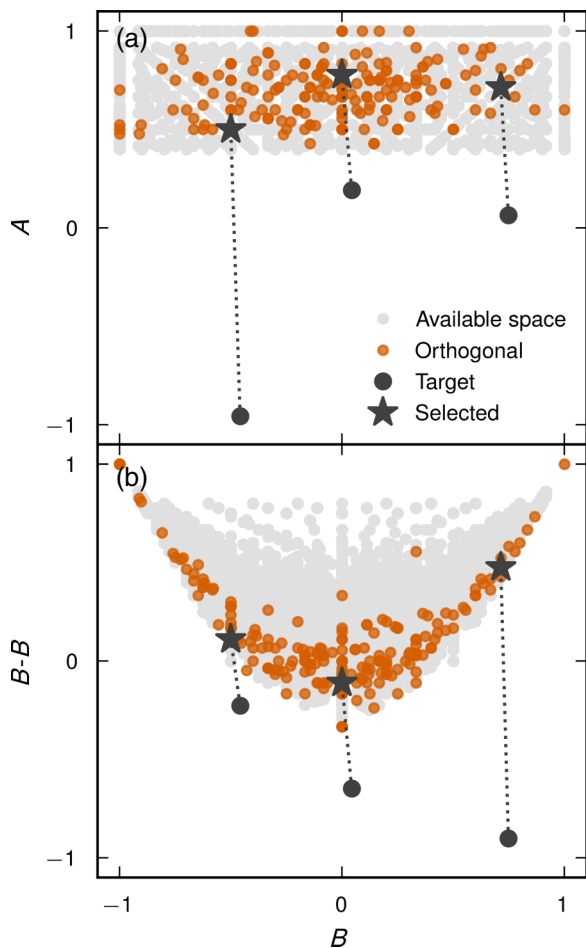 (a)
1
0
−1
A
Available space
Orthogonal
Target
Selected
(b)
1
0
−1
B-B
−1
0
1
B